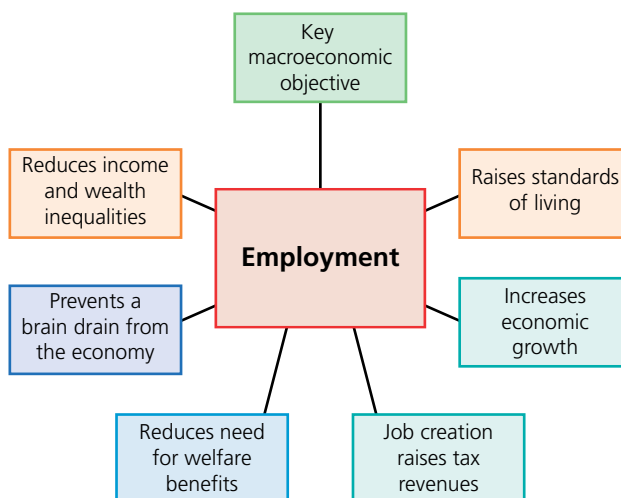 Key
macroeconomic
objective
Reduces income
and wealth
inequalities
Raises standards
of living
Employment
Prevents a
brain drain from
the economy
Increases
economic
growth
Reduces need
for welfare
benefits
Job creation
raises tax
revenues